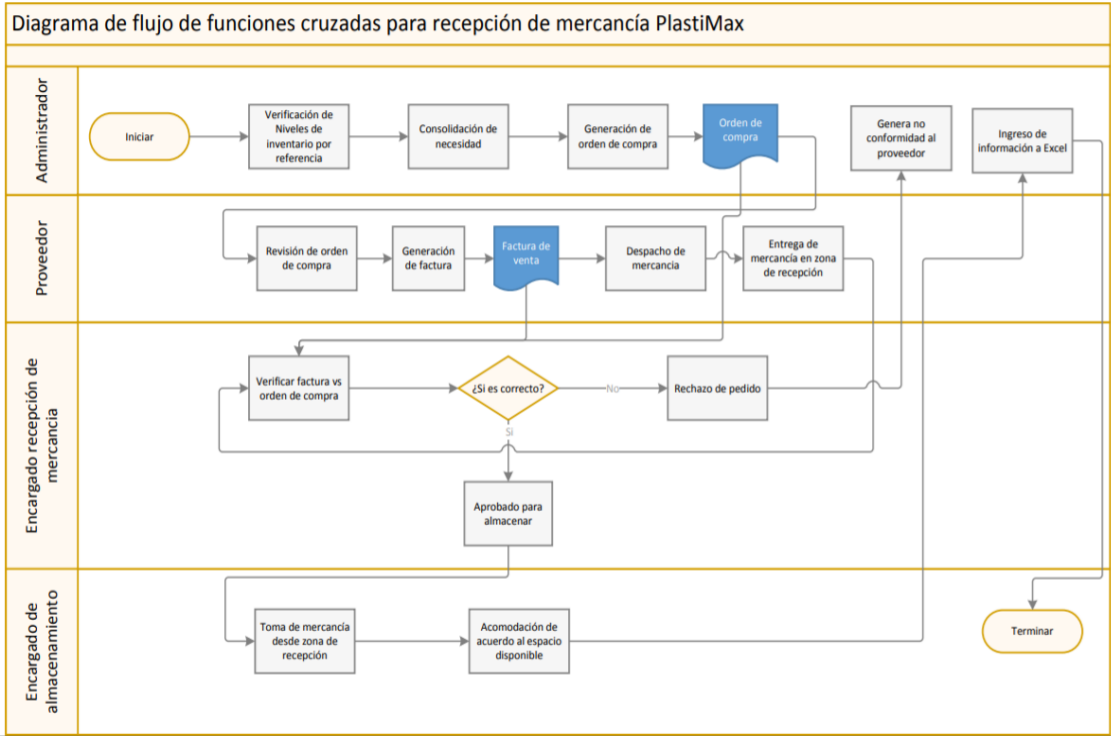 Diagrama de flujo de funciones cruzadas para recepción de mercancía PlastiMax
Administrador
Iniciar
Verificación de
Niveles de
inventario por
referencia
Consolidación de
necesidad
Generación de
orden de compra
Orden de
compra
Genera no
conformidad al
proveedor
Ingreso de
información a Excel
Proveedor
Revisión de orden
de compra
Generación
de factura
Factura de
venta
Despacho de
mercancía
Entrega de
mercancía en zona
de recepción
Encargado recepción de
mercancia
Verificar factura vs
orden de compra
¿Si es correcto?
No
Rechazo de pedido
Si
Aprobado para
almacenar
Encargado de
almacenamiento
Toma de mercancía
desde zona de
recepción
Acomodación de
acuerdo al espacio
disponible
Terminar